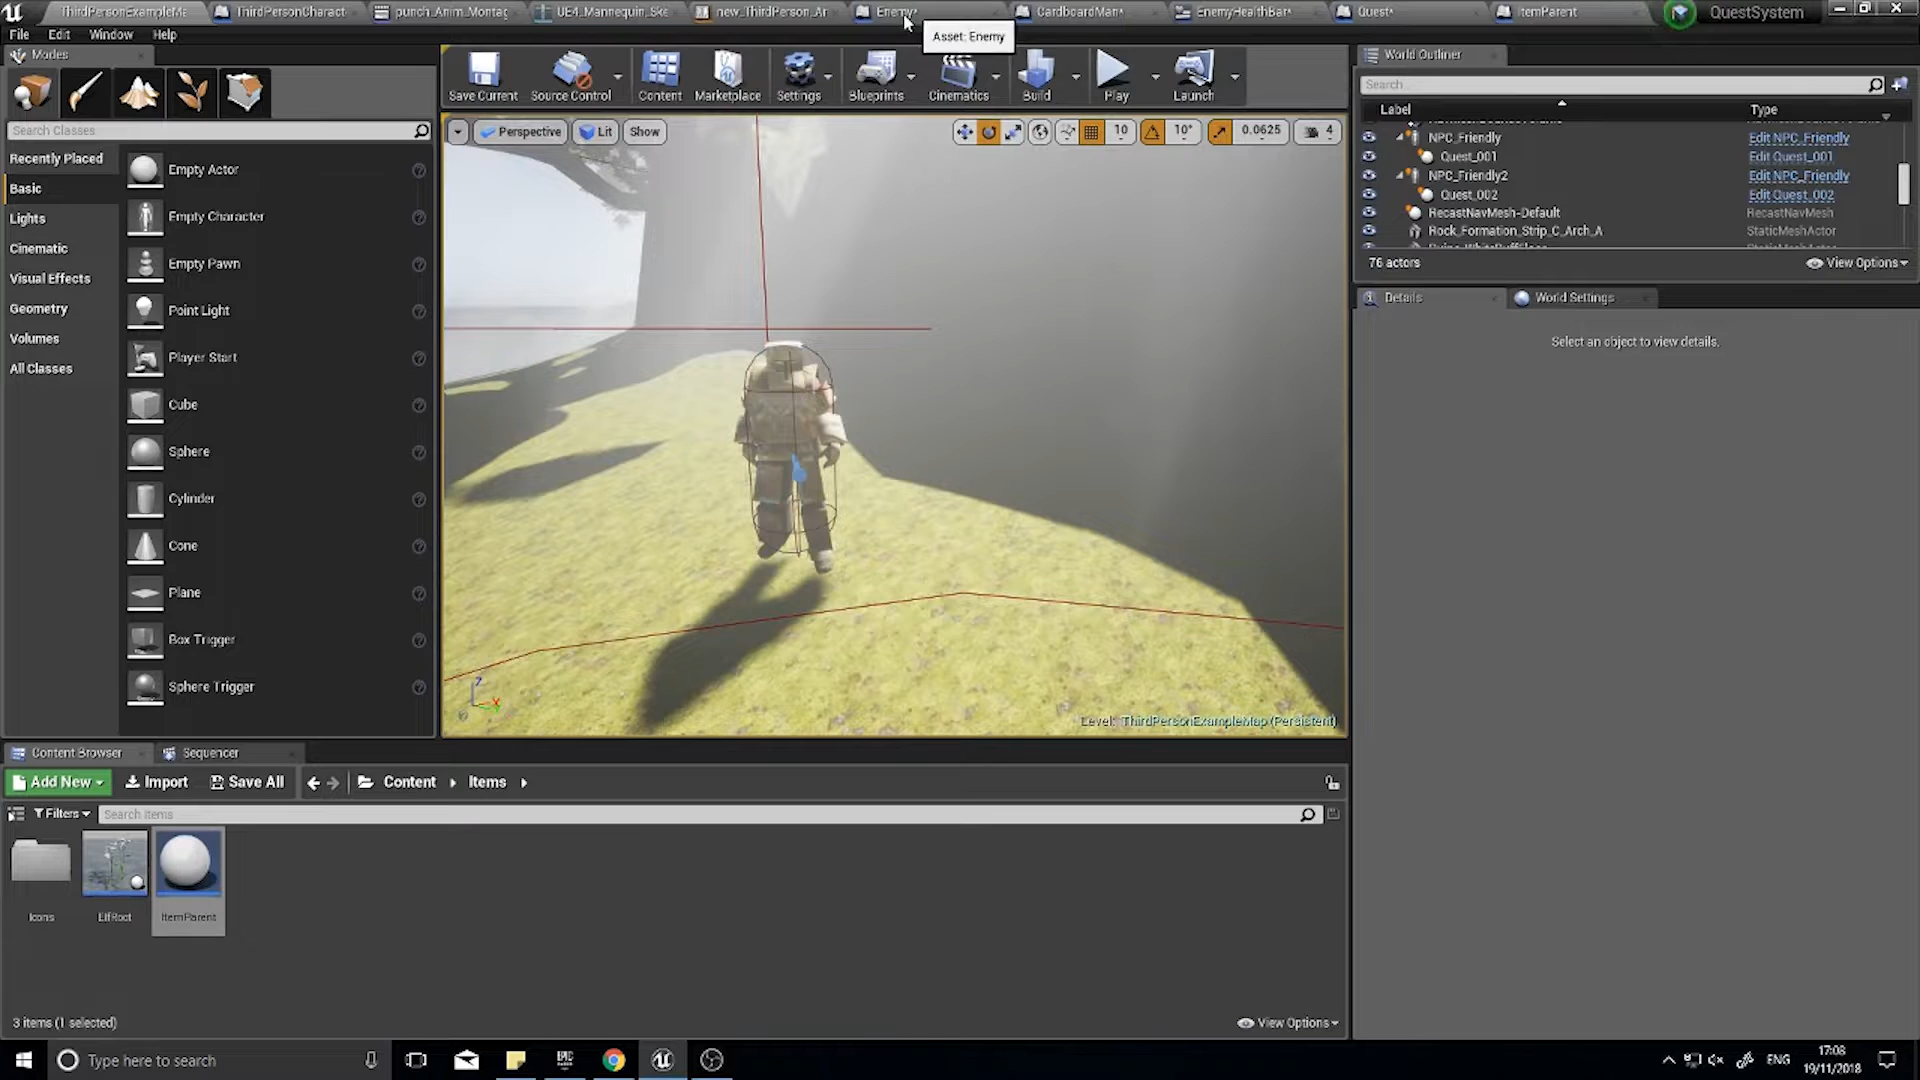 ThirdPersonExampleMa
ThirdPersonCharact
punch_Anim_Montag
UE4_Mannequin_Ske
new_ThirdPerson_Ar
Enemy*
CardboardMan*
EnemyHealthBar*
Quest*
ItemParent
QuestSystem
File Edit Window Help
Asset: Enemy
Modes
Search Classes
Recently Placed
Basic
Lights
Cinematic
Visual Effects
Geometry
Volumes
All Classes
Empty Actor
Empty Character
Empty Pawn
Point Light
Player Start
Cube
Sphere
Cylinder
Cone
Plane
Box Trigger
Sphere Trigger
Save Current
Source Control
Content
Marketplace
Settings
Blueprints
Cinematics
Build
Play
Launch
Perspective Lit Show
10 10° 0.0625 4
Level: ThirdPersonExampleMap (Persistent)
World Outliner
Search...
Label Type
NPC_Friendly Edit NPC_Friendly
Quest_001 Edit Quest_001
NPC_Friendly2 Edit NPC_Friendly
Quest_002 Edit Quest_002
RecastNavMesh-Default RecastNavMesh
Rock_Formation_Strip_C_Arch_A StaticMeshActor
76 actors View Options
Details World Settings
Select an object to view details.
Content Browser Sequencer
Add New Import Save All Content Items
Filters Search Items
Icons
ElfRoot
ItemParent
3 items (1 selected) View Options
Type here to search
ENG
17:08
19/11/2018